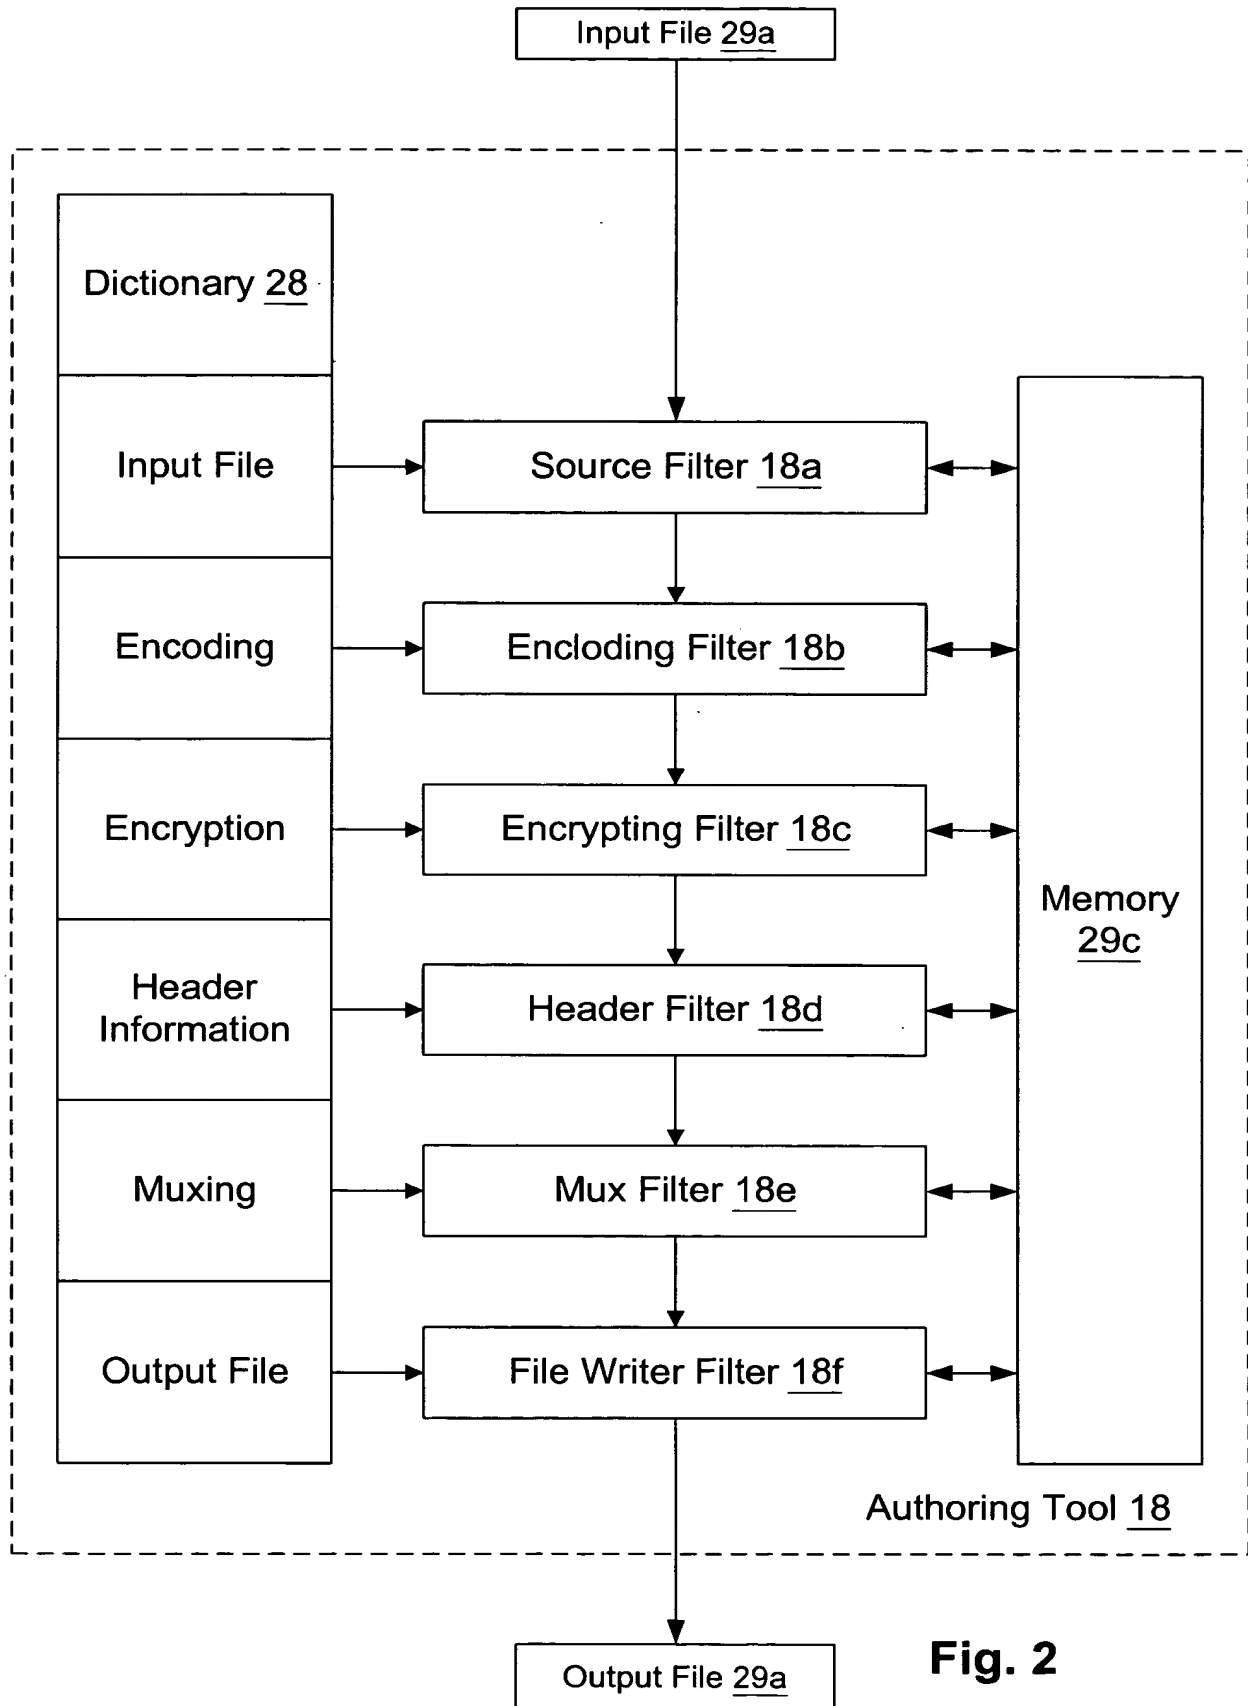 Input File 29a
Dictionary 28
Input File
Source Filter 18a
Encoding
Encloding Filter 18b
Encryption
Encrypting Filter 18c
Memory
29c
Header
Information
Header Filter 18d
Muxing
Mux Filter 18e
Output File
File Writer Filter 18f
Authoring Tool 18
Output File 29a
Fig. 2